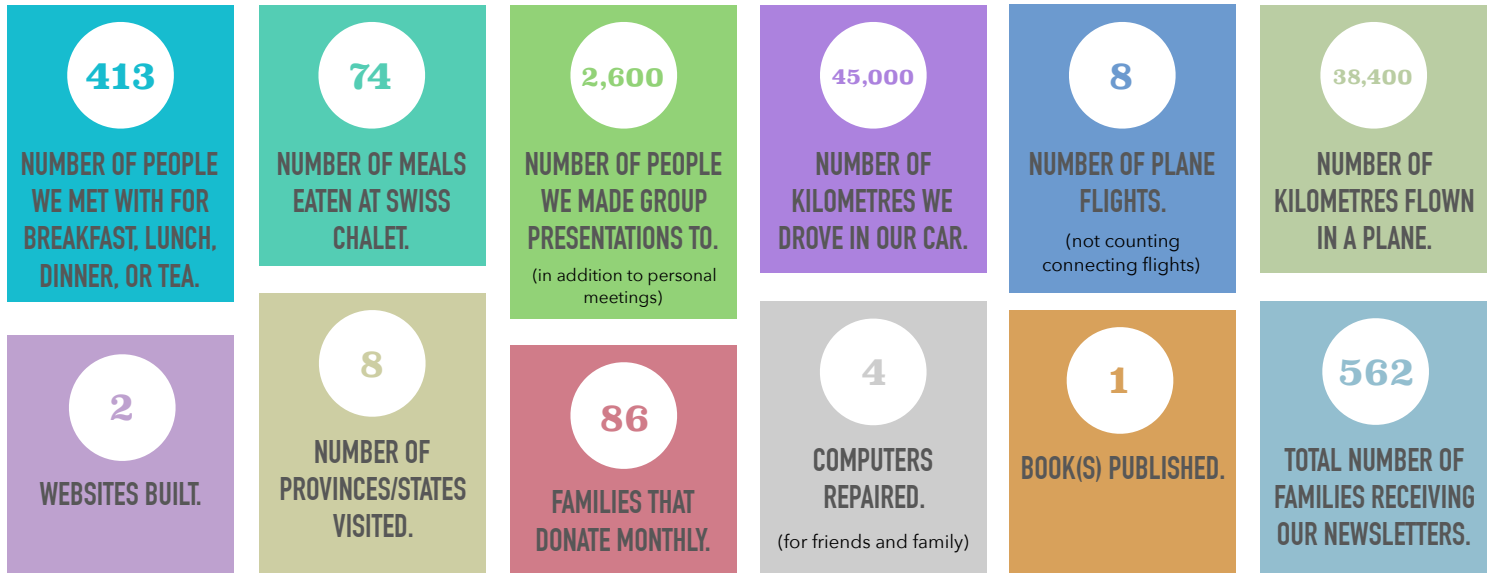 413
NUMBER OF PEOPLE
WE MET WITH FOR
BREAKFAST, LUNCH,
DINNER, OR TEA.
74
NUMBER OF MEALS
EATEN AT SWISS
CHALET.
2,600
NUMBER OF PEOPLE
WE MADE GROUP
PRESENTATIONS TO.
(in addition to personal
meetings)
45,000
NUMBER OF
KILOMETRES WE
DROVE IN OUR CAR.
8
NUMBER OF PLANE
FLIGHTS.
(not counting
connecting flights)
38,400
NUMBER OF
KILOMETRES FLOWN
IN A PLANE.
2
WEBSITES BUILT.
8
NUMBER OF
PROVINCES/STATES
VISITED.
86
FAMILIES THAT
DONATE MONTHLY.
4
COMPUTERS
REPAIRED.
(for friends and family)
1
BOOK(S) PUBLISHED.
562
TOTAL NUMBER OF
FAMILIES RECEIVING
OUR NEWSLETTERS.